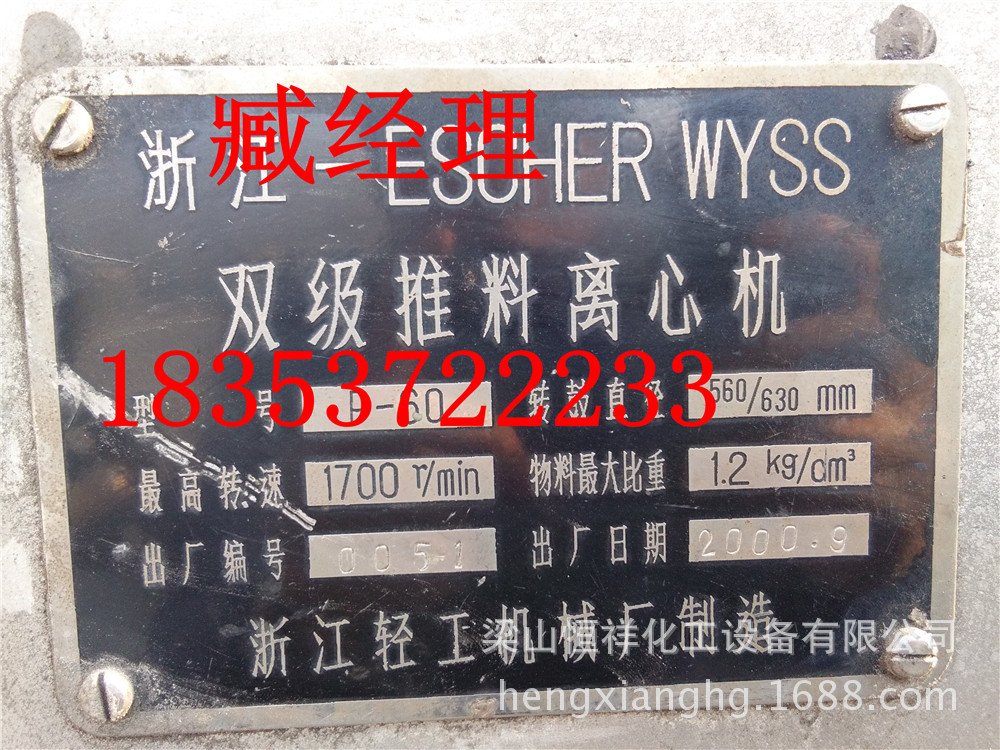 臧经理
浙江-ESCHER WYSS
双级推料离心机
18353722233
型号 P-60 转鼓直径 560/630 mm
最高转速 1700 r/min 物料最大比重 1.2 kg/dm³
出厂编号 005-1 出厂日期 2000.9
浙江轻工机械厂制造
梁山恒祥化工设备有限公司
hengxianghg.1688.com